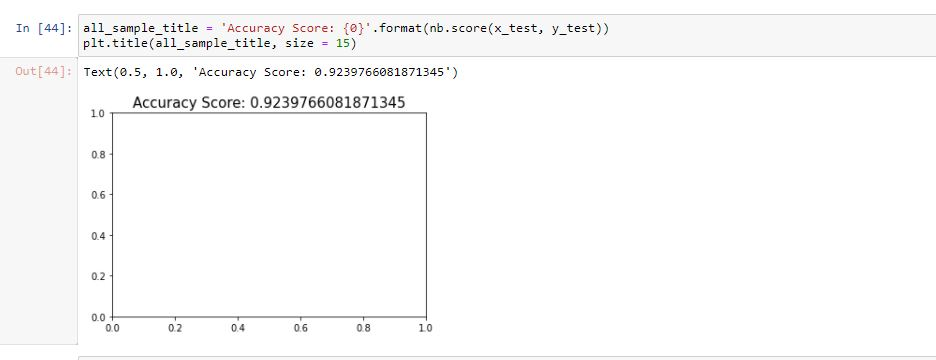 In [44]: all_sample_title = 'Accuracy Score: {0}'.format(nb.score(x_test, y_test))
plt.title(all_sample_title, size = 15)
Out[44]: Text(0.5, 1.0, 'Accuracy Score: 0.9239766081871345')
Accuracy Score: 0.9239766081871345
1.0
0.8
0.6
0.4
0.2
0.0
0.0 0.2 0.4 0.6 0.8 1.0